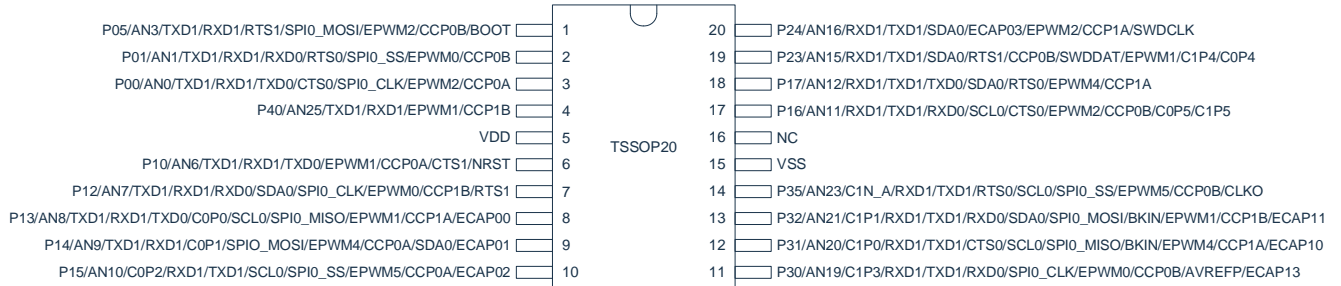 P05/AN3/TXD1/RXD1/RTS1/SPI0_MOSI/EPWM2/CCP0B/BOOT 1 20 P24/AN16/RXD1/TXD1/SDA0/ECAP03/EPWM2/CCP1A/SWDCLK
P01/AN1/TXD1/RXD1/RXD0/RTS0/SPI0_SS/EPWM0/CCP0B 2 19 P23/AN15/RXD1/TXD1/SDA0/RTS1/CCP0B/SWDDAT/EPWM1/C1P4/C0P4
P00/AN0/TXD1/RXD1/TXD0/CTS0/SPI0_CLK/EPWM2/CCP0A 3 18 P17/AN12/RXD1/TXD1/TXD0/SDA0/RTS0/EPWM4/CCP1A
P40/AN25/TXD1/RXD1/EPWM1/CCP1B 4 17 P16/AN11/RXD1/TXD1/RXD0/SCL0/CTS0/EPWM2/CCP0B/C0P5/C1P5
VDD 5 TSSOP20 16 NC
P10/AN6/TXD1/RXD1/TXD0/EPWM1/CCP0A/CTS1/NRST 6 15 VSS
P12/AN7/TXD1/RXD1/RXD0/SDA0/SPI0_CLK/EPWM0/CCP1B/RTS1 7 14 P35/AN23/C1N_A/RXD1/TXD1/RTS0/SCL0/SPI0_SS/EPWM5/CCP0B/CLKO
P13/AN8/TXD1/RXD1/TXD0/C0P0/SCL0/SPI0_MISO/EPWM1/CCP1A/ECAP00 8 13 P32/AN21/C1P1/RXD1/TXD1/RXD0/SDA0/SPI0_MOSI/BKIN/EPWM1/CCP1B/ECAP11
P14/AN9/TXD1/RXD1/C0P1/SPIO_MOSI/EPWM4/CCP0A/SDA0/ECAP01 9 12 P31/AN20/C1P0/RXD1/TXD1/CTS0/SCL0/SPI0_MISO/BKIN/EPWM4/CCP1A/ECAP10
P15/AN10/C0P2/RXD1/TXD1/SCL0/SPI0_SS/EPWM5/CCP0A/ECAP02 10 11 P30/AN19/C1P3/RXD1/TXD1/RXD0/SPI0_CLK/EPWM0/CCP0B/AVREFP/ECAP13